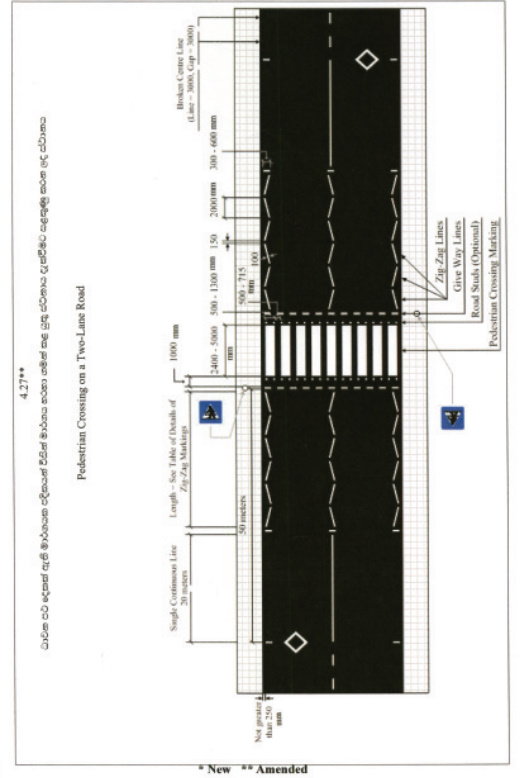 4.27**
Pedestrian Crossing on a Two-Lane Road
Single Continuous Line
20 meters
Length – See Table of Details of
Zig-Zag Markings
50 meters
1000 mm
2400 - 5000
mm
500 - 1300 mm
500 - 715
mm
150
100
2000mm
300 - 600 mm
Broken Centre Line
(Line = 3000, Gap = 3000)
Not greater
than 250
mm
Zig-Zag Lines
Give Way Lines
Road Studs (Optional)
Pedestrian Crossing Marking
* New ** Amended